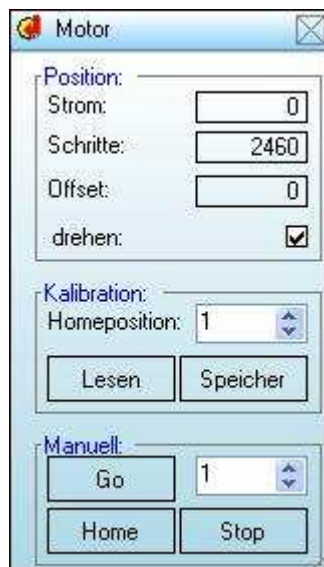 Motor
Position:
Strom: 0
Schritte: 2460
Offset: 0
drehen:
Kalibration:
Homeposition: 1
Lesen Speicher
Manuell:
Go 1
Home Stop